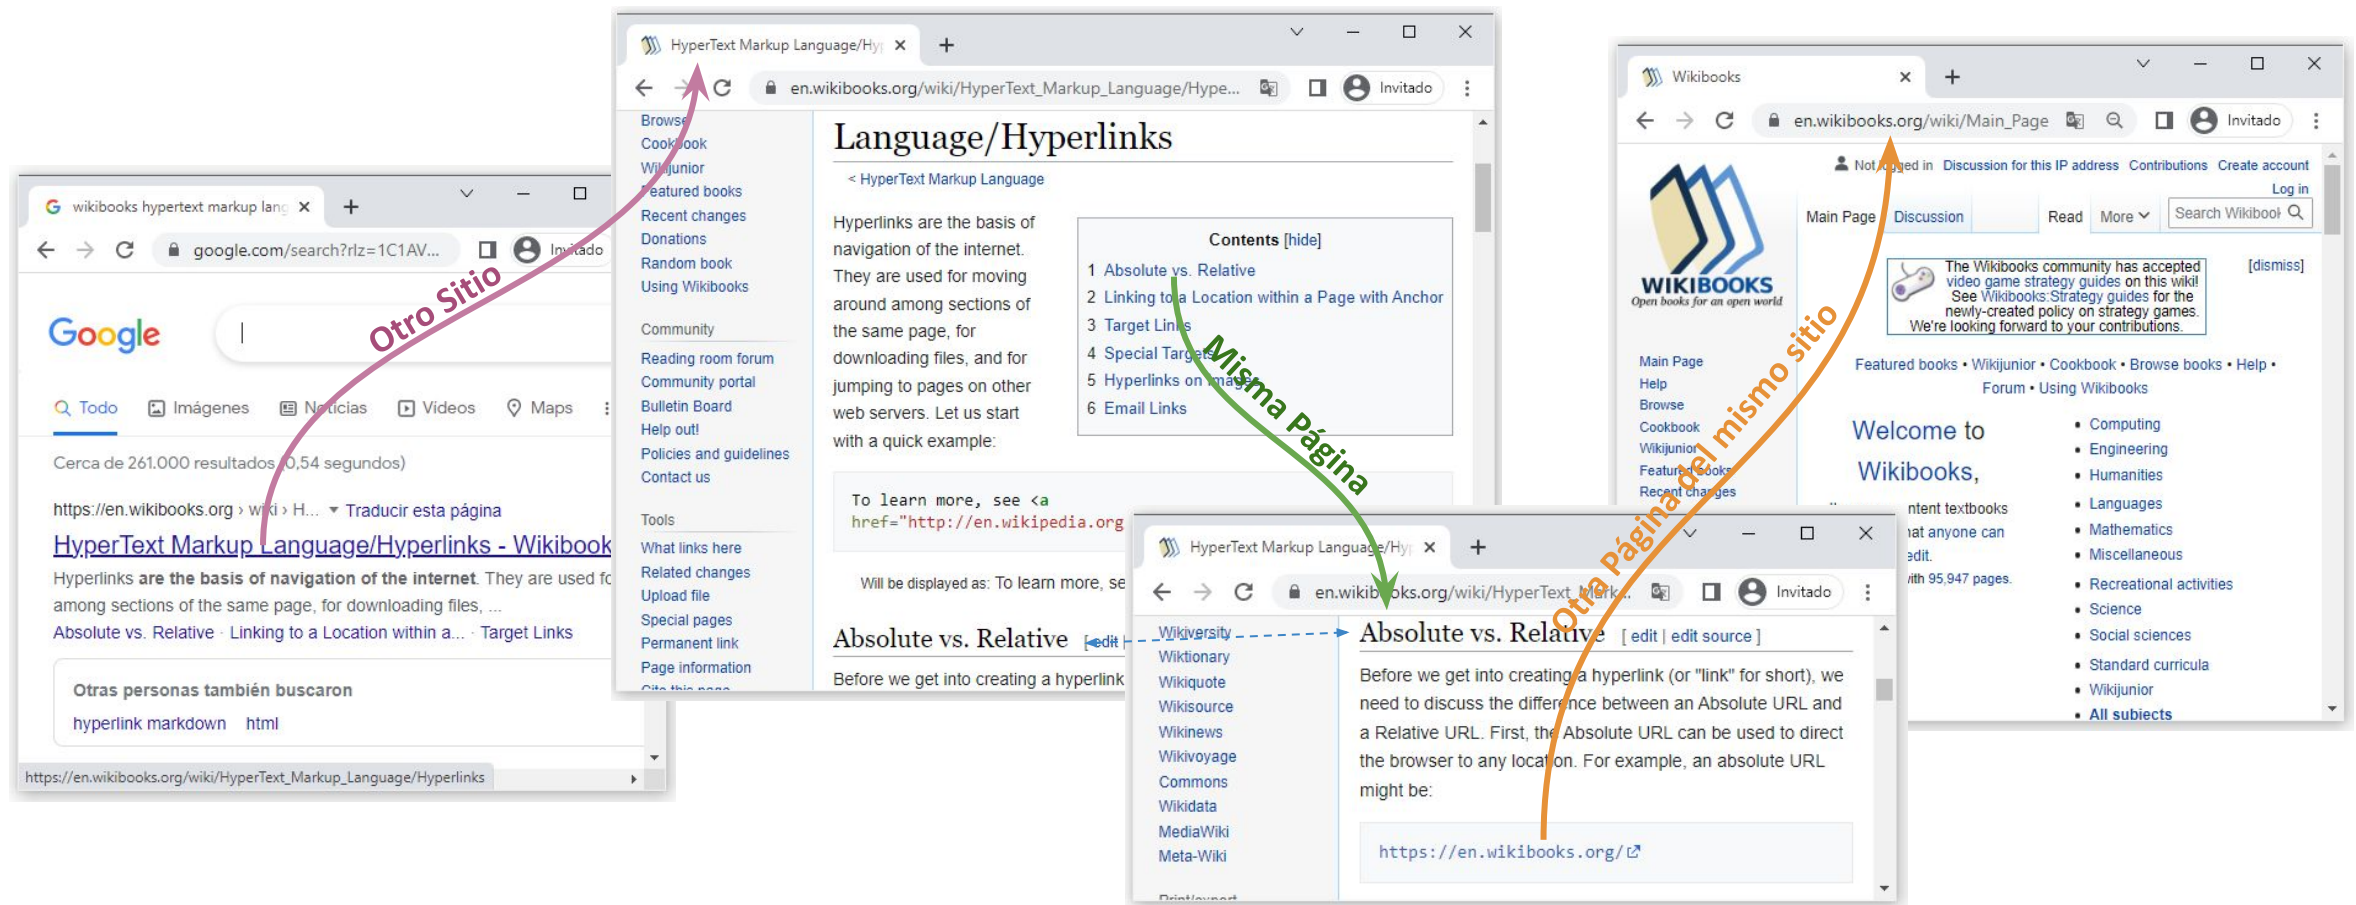 wikibooks hypertext markup lang
google.com/search?rlz=1C1AV...
Invitado
Google
Todo
Imágenes
Noticias
Vídeos
Maps
Cerca de 261.000 resultados (0,54 segundos)
https://en.wikibooks.org › wiki › H... Traducir esta página
HyperText Markup Language/Hyperlinks - Wikibook
Hyperlinks are the basis of navigation of the internet. They are used fo
among sections of the same page, for downloading files, ...
Absolute vs. Relative · Linking to a Location within a... · Target Links
Otras personas también buscaron
hyperlink markdown html
https://en.wikibooks.org/wiki/HyperText_Markup_Language/Hyperlinks
Otro Sitio
HyperText Markup Language/Hy
en.wikibooks.org/wiki/HyperText_Markup_Language/Hype...
Invitado
Browse
Cookbook
Wikijunior
Featured books
Recent changes
Donations
Random book
Using Wikibooks
Community
Reading room forum
Community portal
Bulletin Board
Help out!
Policies and guidelines
Contact us
Tools
What links here
Related changes
Upload file
Special pages
Permanent link
Page information
Cite this page
Language/Hyperlinks
< HyperText Markup Language
Hyperlinks are the basis of
navigation of the internet.
They are used for moving
around among sections of
the same page, for
downloading files, and for
jumping to pages on other
web servers. Let us start
with a quick example:
Contents [hide]
1 Absolute vs. Relative
2 Linking to a Location within a Page with Anchor
3 Target Links
4 Special Targets
5 Hyperlinks on Images
6 Email Links
To learn more, see <a
href="http://en.wikipedia.org
Will be displayed as: To learn more, se
Absolute vs. Relative [ edit |
Before we get into creating a hyperlink
Misma Página
HyperText Markup Language/Hy
en.wikibooks.org/wiki/HyperText_Mark...
Invitado
Wikiversity
Wiktionary
Wikiquote
Wikisource
Wikinews
Wikivoyage
Commons
Wikidata
MediaWiki
Meta-Wiki
Print/export
Absolute vs. Relative [ edit | edit source ]
Before we get into creating a hyperlink (or "link" for short), we
need to discuss the difference between an Absolute URL and
a Relative URL. First, the Absolute URL can be used to direct
the browser to any location. For example, an absolute URL
might be:
https://en.wikibooks.org/
Otra Página del mismo sitio
Wikibooks
en.wikibooks.org/wiki/Main_Page
Invitado
Not logged in Discussion for this IP address Contributions Create account
Log in
Main Page Discussion Read More Search Wikibook
WIKIBOOKS
Open books for an open world
Main Page
Help
Browse
Cookbook
Wikijunior
Featured books
Recent changes
The Wikibooks community has accepted
video game strategy guides on this wiki!
See Wikibooks:Strategy guides for the
newly-created policy on strategy games.
We're looking forward to your contributions.
[dismiss]
Featured books • Wikijunior • Cookbook • Browse books • Help •
Forum • Using Wikibooks
Welcome to
Wikibooks,
ntent textbooks
at anyone can
edit.
ith 95,947 pages.
Computing
Engineering
Humanities
Languages
Mathematics
Miscellaneous
Recreational activities
Science
Social sciences
Standard curricula
Wikijunior
All subjects